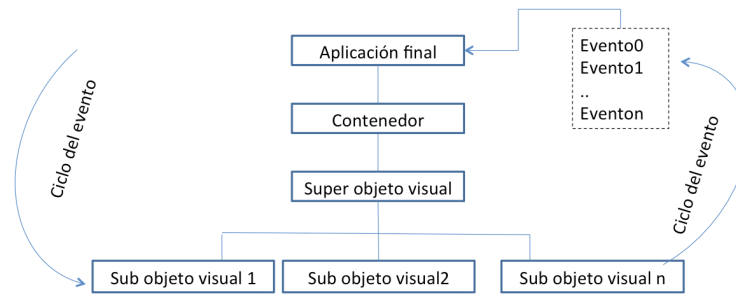 Aplicación final
Evento0
Evento1
..
Eventon
Ciclo del evento
Contenedor
Ciclo del evento
Super objeto visual
Sub objeto visual 1
Sub objeto visual2
Sub objeto visual n